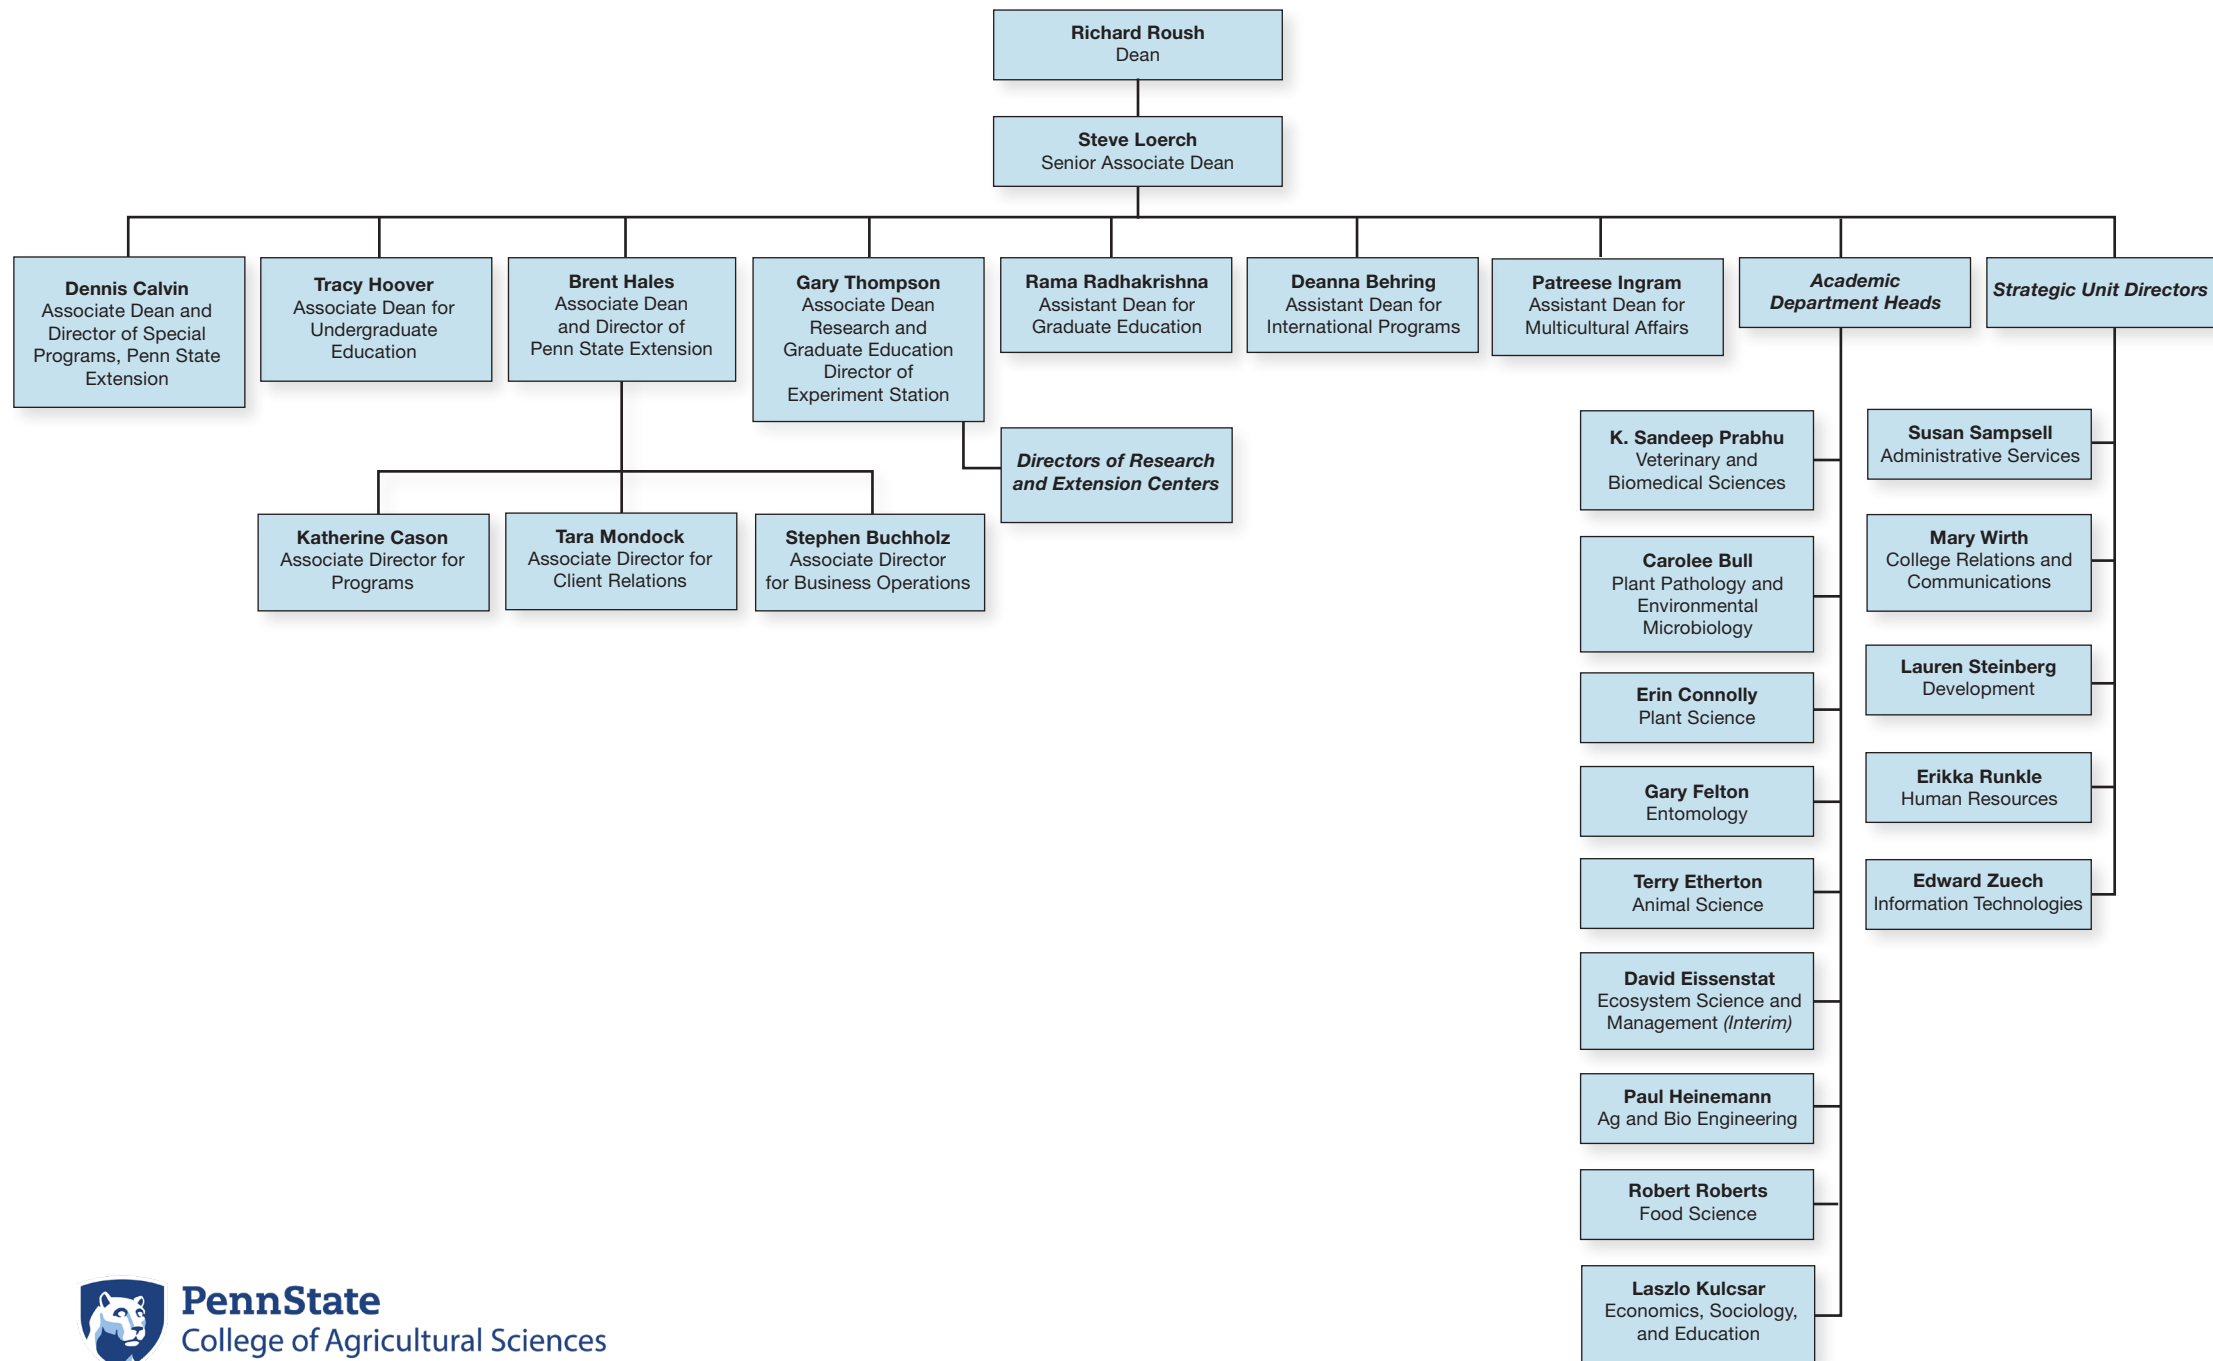 Richard Roush
Dean
Steve Loerch
Senior Associate Dean
Dennis Calvin
Associate Dean and
Director of Special
Programs, Penn State
Extension
Tracy Hoover
Associate Dean for
Undergraduate
Education
Brent Hales
Associate Dean
and Director of
Penn State Extension
Gary Thompson
Associate Dean
Research and
Graduate Education
Director of
Experiment Station
Rama Radhakrishna
Assistant Dean for
Graduate Education
Deanna Behring
Assistant Dean for
International Programs
Patreese Ingram
Assistant Dean for
Multicultural Affairs
Academic
Department Heads
Strategic Unit Directors
Directors of Research
and Extension Centers
Katherine Cason
Associate Director for
Programs
Tara Mondock
Associate Director for
Client Relations
Stephen Buchholz
Associate Director
for Business Operations
K. Sandeep Prabhu
Veterinary and
Biomedical Sciences
Carolee Bull
Plant Pathology and
Environmental
Microbiology
Erin Connolly
Plant Science
Gary Felton
Entomology
Terry Etherton
Animal Science
David Eissenstat
Ecosystem Science and
Management (Interim)
Paul Heinemann
Ag and Bio Engineering
Robert Roberts
Food Science
Laszlo Kulcsar
Economics, Sociology,
and Education
Susan Sampsell
Administrative Services
Mary Wirth
College Relations and
Communications
Lauren Steinberg
Development
Erikka Runkle
Human Resources
Edward Zuech
Information Technologies
PennState
College of Agricultural Sciences